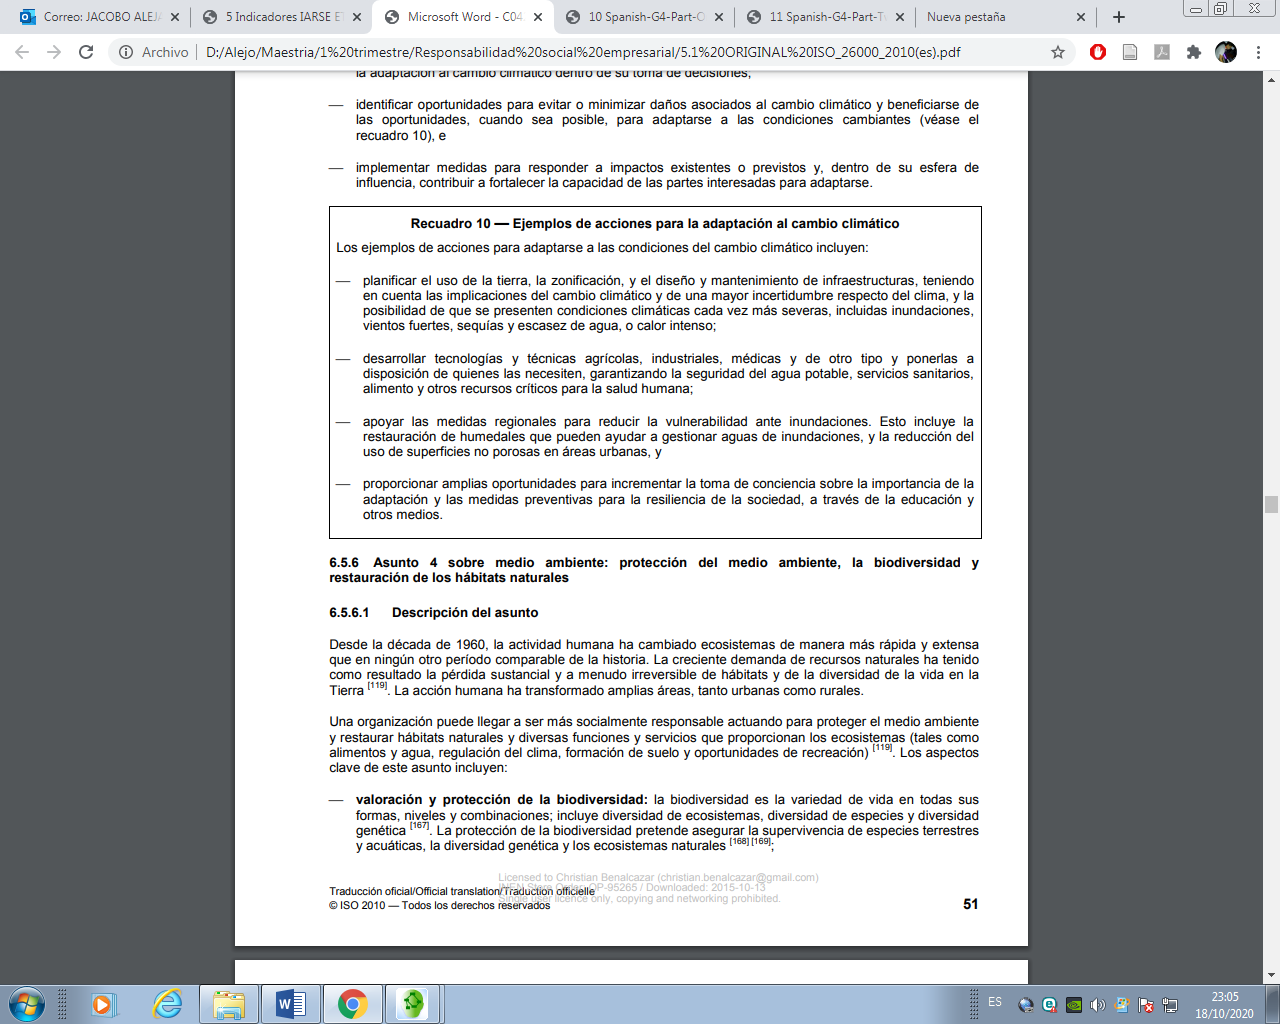 Correo: JACOBO ALEJA
5 Indicadores IARSE ET
Microsoft Word - C04
10 Spanish-G4-Part-O
11 Spanish-G4-Part-Tw
Nueva pestaña
Archivo
D:/Alejo/Maestria/1%20trimestre/Responsabilidad%20social%20empresarial/5.1%20ORIGINAL%20ISO_26000_2010(es).pdf
la adaptación al cambio climático dentro de su toma de decisiones;
— identificar oportunidades para evitar o minimizar daños asociados al cambio climático y beneficiarse de
las oportunidades, cuando sea posible, para adaptarse a las condiciones cambiantes (véase el
recuadro 10), e
— implementar medidas para responder a impactos existentes o previstos y, dentro de su esfera de
influencia, contribuir a fortalecer la capacidad de las partes interesadas para adaptarse.
Recuadro 10 — Ejemplos de acciones para la adaptación al cambio climático
Los ejemplos de acciones para adaptarse a las condiciones del cambio climático incluyen:
— planificar el uso de la tierra, la zonificación, y el diseño y mantenimiento de infraestructuras, teniendo
en cuenta las implicaciones del cambio climático y de una mayor incertidumbre respecto del clima, y la
posibilidad de que se presenten condiciones climáticas cada vez más severas, incluidas inundaciones,
vientos fuertes, sequías y escasez de agua, o calor intenso;
— desarrollar tecnologías y técnicas agrícolas, industriales, médicas y de otro tipo y ponerlas a
disposición de quienes las necesiten, garantizando la seguridad del agua potable, servicios sanitarios,
alimento y otros recursos críticos para la salud humana;
— apoyar las medidas regionales para reducir la vulnerabilidad ante inundaciones. Esto incluye la
restauración de humedales que pueden ayudar a gestionar aguas de inundaciones, y la reducción del
uso de superficies no porosas en áreas urbanas, y
— proporcionar amplias oportunidades para incrementar la toma de conciencia sobre la importancia de la
adaptación y las medidas preventivas para la resiliencia de la sociedad, a través de la educación y
otros medios.
6.5.6 Asunto 4 sobre medio ambiente: protección del medio ambiente, la biodiversidad y
restauración de los hábitats naturales
6.5.6.1 Descripción del asunto
Desde la década de 1960, la actividad humana ha cambiado ecosistemas de manera más rápida y extensa
que en ningún otro período comparable de la historia. La creciente demanda de recursos naturales ha tenido
como resultado la pérdida sustancial y a menudo irreversible de hábitats y de la diversidad de la vida en la
Tierra [119]. La acción humana ha transformado amplias áreas, tanto urbanas como rurales.
Una organización puede llegar a ser más socialmente responsable actuando para proteger el medio ambiente
y restaurar hábitats naturales y diversas funciones y servicios que proporcionan los ecosistemas (tales como
alimentos y agua, regulación del clima, formación de suelo y oportunidades de recreación) [119]. Los aspectos
clave de este asunto incluyen:
— valoración y protección de la biodiversidad: la biodiversidad es la variedad de vida en todas sus
formas, niveles y combinaciones; incluye diversidad de ecosistemas, diversidad de especies y diversidad
genética [167]. La protección de la biodiversidad pretende asegurar la supervivencia de especies terrestres
y acuáticas, la diversidad genética y los ecosistemas naturales [168] [169];
Licensed to Christian Benalcazar (christian.benalcazar@gmail.com)
INEN Store Order: OP-95265 / Downloaded: 2015-10-13
Single user licence only, copying and networking prohibited.
Traducción oficial/Official translation/Traduction officielle
© ISO 2010 — Todos los derechos reservados
51
ES
23:05
18/10/2020